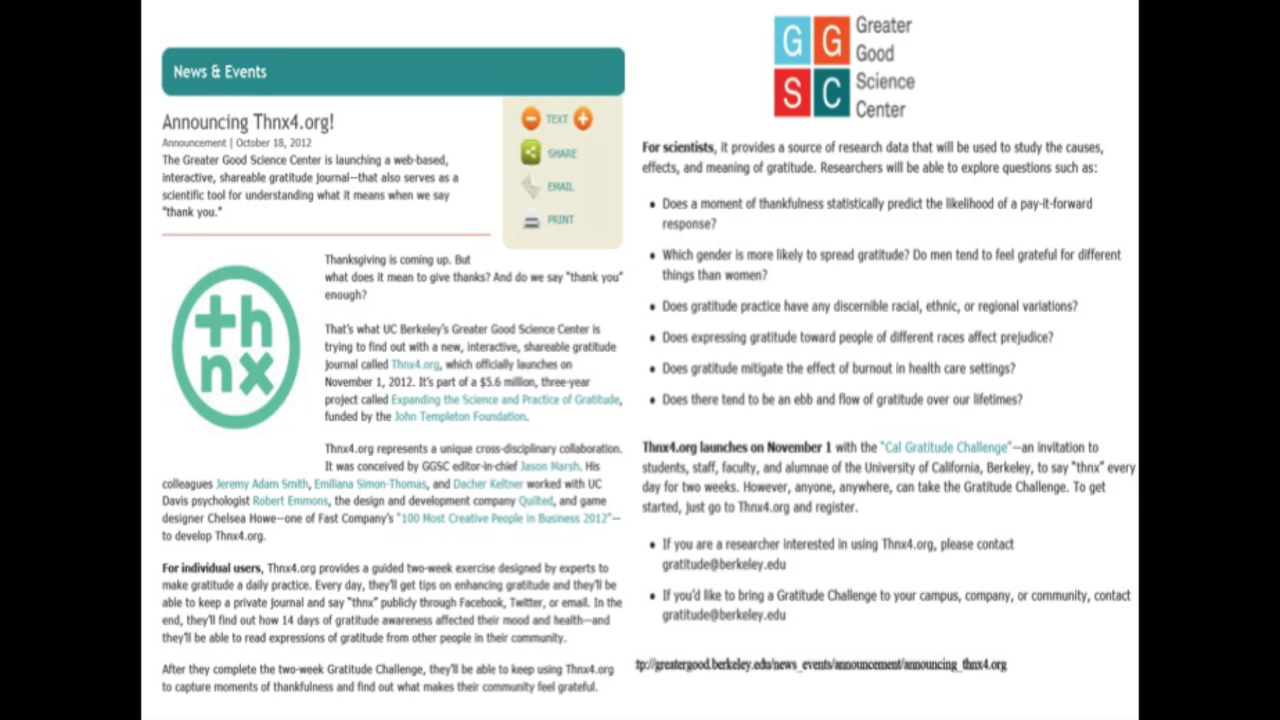 News & Events
Announcing Thnx4.org!
Announcement | October 18, 2012
The Greater Good Science Center is launching a web-based,
interactive, shareable gratitude journal—that also serves as a
scientific tool for understanding what it means when we say
"thank you."
TEXT
SHARE
EMAIL
PRINT
th
nx
Thanksgiving is coming up. But
what does it mean to give thanks? And do we say "thank you"
enough?
That's what UC Berkeley's Greater Good Science Center is
trying to find out with a new, interactive, shareable gratitude
journal called Thnx4.org, which officially launches on
November 1, 2012. It's part of a $5.6 million, three-year
project called Expanding the Science and Practice of Gratitude,
funded by the John Templeton Foundation.
Thnx4.org represents a unique cross-disciplinary collaboration.
It was conceived by GGSC editor-in-chief Jason Marsh. His
colleagues Jeremy Adam Smith, Emiliana Simon-Thomas, and Dacher Keltner worked with UC
Davis psychologist Robert Emmons, the design and development company Quilted, and game
designer Chelsea Howe—one of Fast Company's "100 Most Creative People in Business 2012"—
to develop Thnx4.org.
For individual users, Thnx4.org provides a guided two-week exercise designed by experts to
make gratitude a daily practice. Every day, they'll get tips on enhancing gratitude and they'll be
able to keep a private journal and say "thnx" publicly through Facebook, Twitter, or email. In the
end, they'll find out how 14 days of gratitude awareness affected their mood and health—and
they'll be able to read expressions of gratitude from other people in their community.
After they complete the two-week Gratitude Challenge, they'll be able to keep using Thnx4.org
to capture moments of thankfulness and find out what makes their community feel grateful.
G G S C
Greater
Good
Science
Center
For scientists, it provides a source of research data that will be used to study the causes,
effects, and meaning of gratitude. Researchers will be able to explore questions such as:
• Does a moment of thankfulness statistically predict the likelihood of a pay-it-forward
response?
• Which gender is more likely to spread gratitude? Do men tend to feel grateful for different
things than women?
• Does gratitude practice have any discernible racial, ethnic, or regional variations?
• Does expressing gratitude toward people of different races affect prejudice?
• Does gratitude mitigate the effect of burnout in health care settings?
• Does there tend to be an ebb and flow of gratitude over our lifetimes?
Thnx4.org launches on November 1 with the "Cal Gratitude Challenge"—an invitation to
students, staff, faculty, and alumnae of the University of California, Berkeley, to say "thnx" every
day for two weeks. However, anyone, anywhere, can take the Gratitude Challenge. To get
started, just go to Thnx4.org and register.
• If you are a researcher interested in using Thnx4.org, please contact
gratitude@berkeley.edu
• If you'd like to bring a Gratitude Challenge to your campus, company, or community, contact
gratitude@berkeley.edu
tp://greatergood.berkeley.edu/news_events/announcement/announcing_thnx4.org